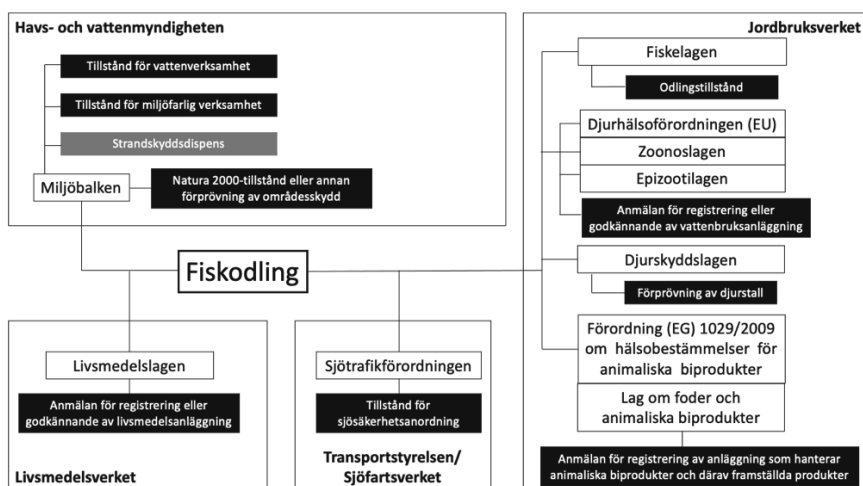 Havs- och vattenmyndigheten
Tillstånd för vattenverksamhet
Tillstånd för miljöfarlig verksamhet
Strandskyddsdispens
Miljöbalken
Natura 2000-tillstånd eller annan
förprövning av områdesskydd
Jordbruksverket
Fiskelagen
Odlingstillstånd
Djurhälsoförordningen (EU)
Zoonoslagen
Epizootilagen
Anmälan för registrering eller
godkännande av vattenbruksanläggning
Djurskyddslagen
Förprövning av djurstall
Förordning (EG) 1029/2009
om hälsobestämmelser för
animaliska biprodukter
Lag om foder och
animaliska biprodukter
Anmälan för registrering av anläggning som hanterar
animaliska biprodukter och därav framställda produkter
Fiskodling
Livsmedelslagen
Anmälan för registrering eller
godkännande av livsmedelsanläggning
Livsmedelsverket
Sjötrafikförordningen
Tillstånd för
sjösäkerhetsanordning
Transportstyrelsen/
Sjöfartsverket